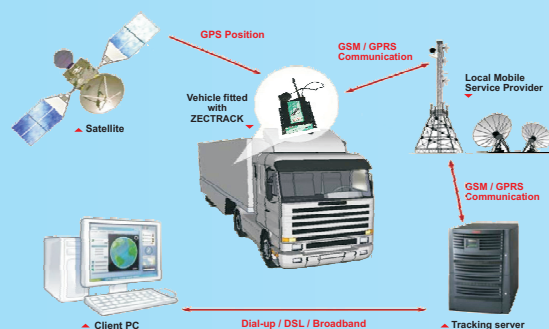 GPS Position
GSM / GPRS
Communication
Local Mobile
Service Provider
Vehicle fitted
with
ZECTRACK
Satellite
GSM / GPRS
Communication
Client PC
Dial-up / DSL / Broadband
Tracking server